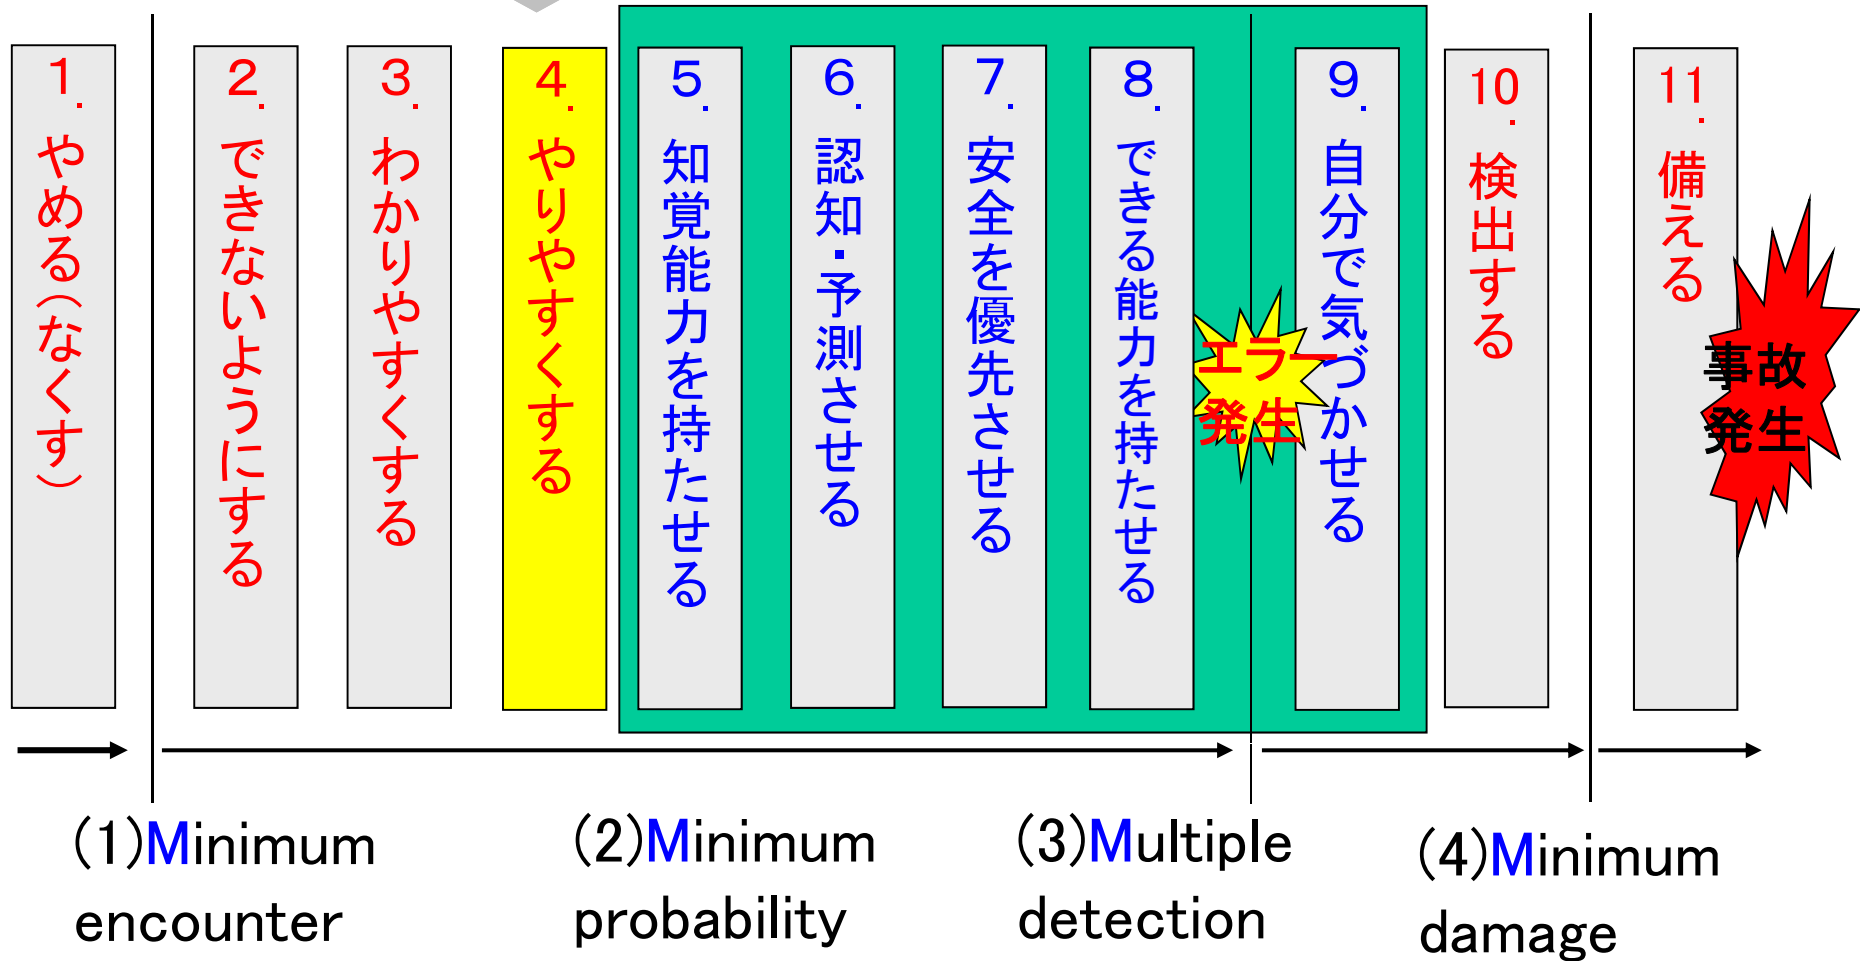 1．やめる（なくす）
２．できないようにする
３．わかりやすくする
４．やりやすくする
５．知覚能力を持たせる
６．認知・予測させる
７．安全を優先させる
８．できる能力を持たせる
エラー
発生
９．自分で気づかせる
10．検出する
11．備える
事故
発生
(1)Minimum
encounter
(2)Minimum
probability
(3)Multiple
detection
(4)Minimum
damage